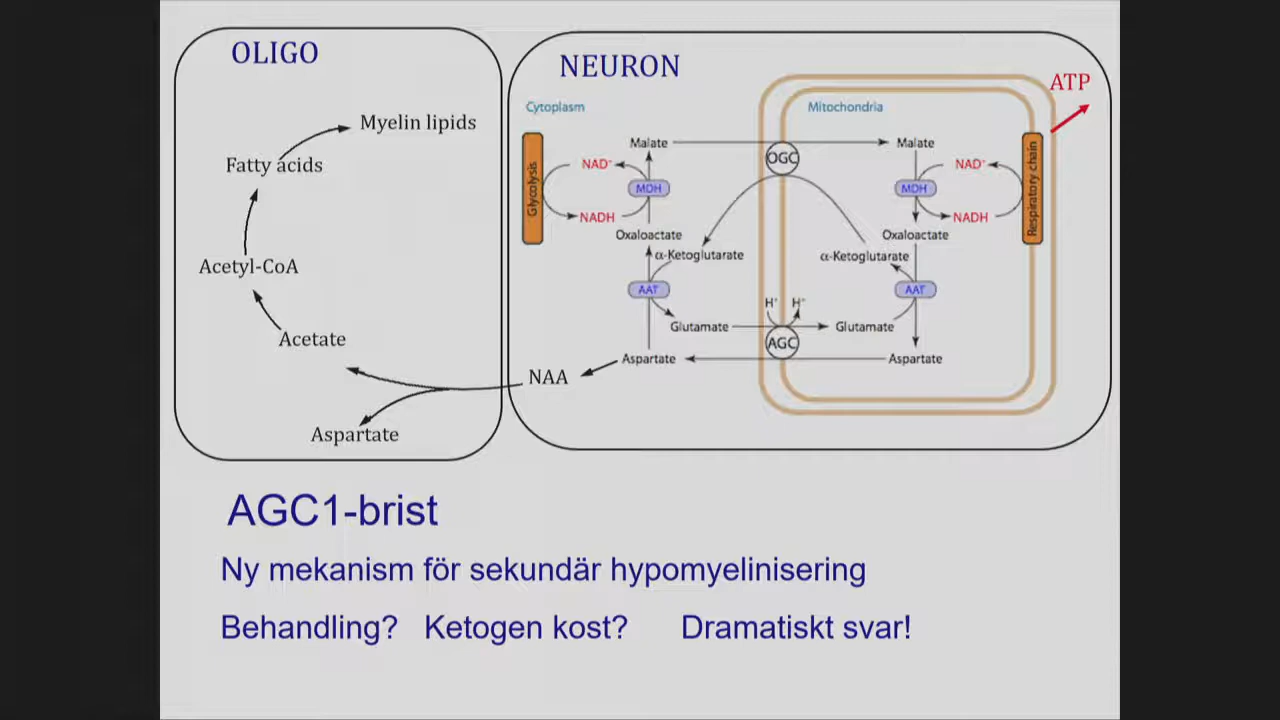 OLIGO
Myelin lipids
Fatty acids
Acetyl-CoA
Acetate
Aspartate
NEURON
ATP
Cytoplasm
Mitochondria
Glycolysis
Malate
OGC
Malate
NAD⁺
MDH
NADH
MDH
NAD⁺
NADH
Respiratory chain
Oxaloactate
Oxaloactate
α-Ketoglutarate
α-Ketoglutarate
AAT
AAT
H⁺
H⁺
Glutamate
AGC
Glutamate
Aspartate
Aspartate
NAA
AGC1-brist
Ny mekanism för sekundär hypomyelinisering
Behandling? Ketogen kost? Dramatiskt svar!